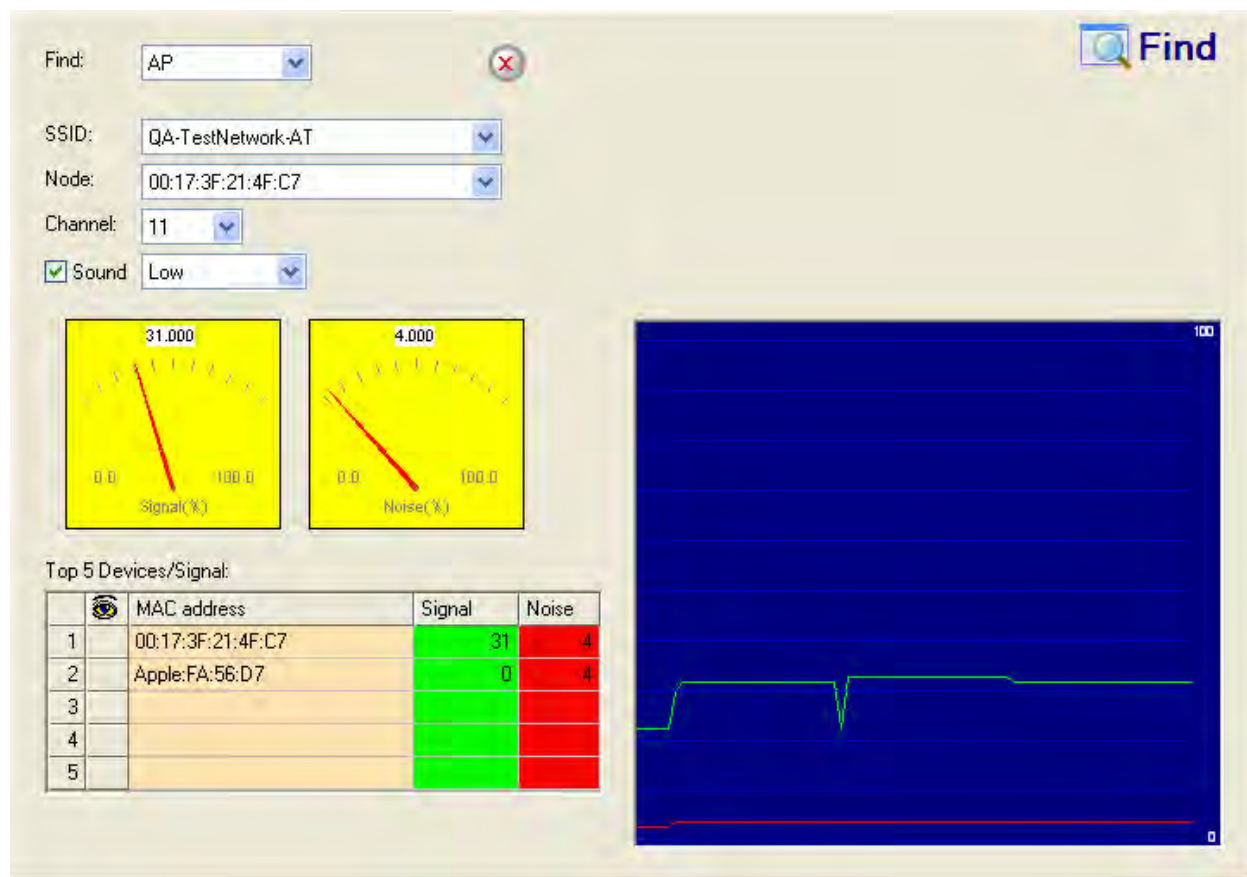 Find
Find: AP
SSID: QA-TestNetwork-AT
Node: 00:17:3F:21:4F:C7
Channel: 11
Sound Low
31.000 4.000
0.0 100.0 0.0 100.0
Signal(%) Noise(%)
100
0
Top 5 Devices/Signal:
MAC address Signal Noise
1 00:17:3F:21:4F:C7 31 4
2 Apple:FA:56:D7 0 4
3
4
5